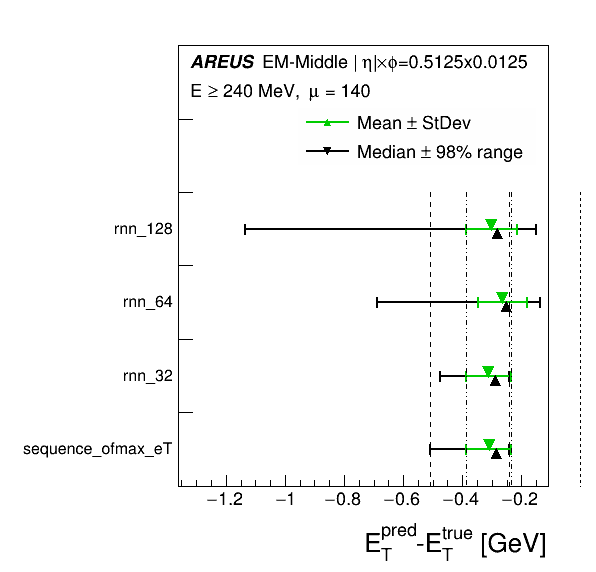 AREUS EM-Middle | η|×ϕ=0.5125x0.0125
E ≥ 240 MeV, μ = 140
Mean ± StDev
Median ± 98% range
rnn_128
rnn_64
rnn_32
sequence_ofmax_eT
−1.2 −1 −0.8 −0.6 −0.4 −0.2
E_T^pred-E_T^true [GeV]